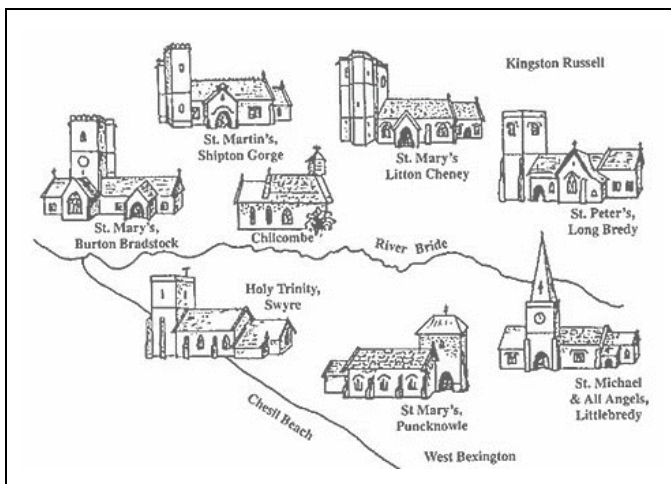 Kingston Russell
St. Martin's,
Shipton Gorge
St. Mary's
Litton Cheney
St. Peter's,
Long Bredy
St. Mary's,
Burton Bradstock
Chilcombe
River Bride
Holy Trinity,
Swyre
Chesil Beach
St Mary's,
Puncknowle
St. Michael
& All Angels,
Littlebredy
West Bexington